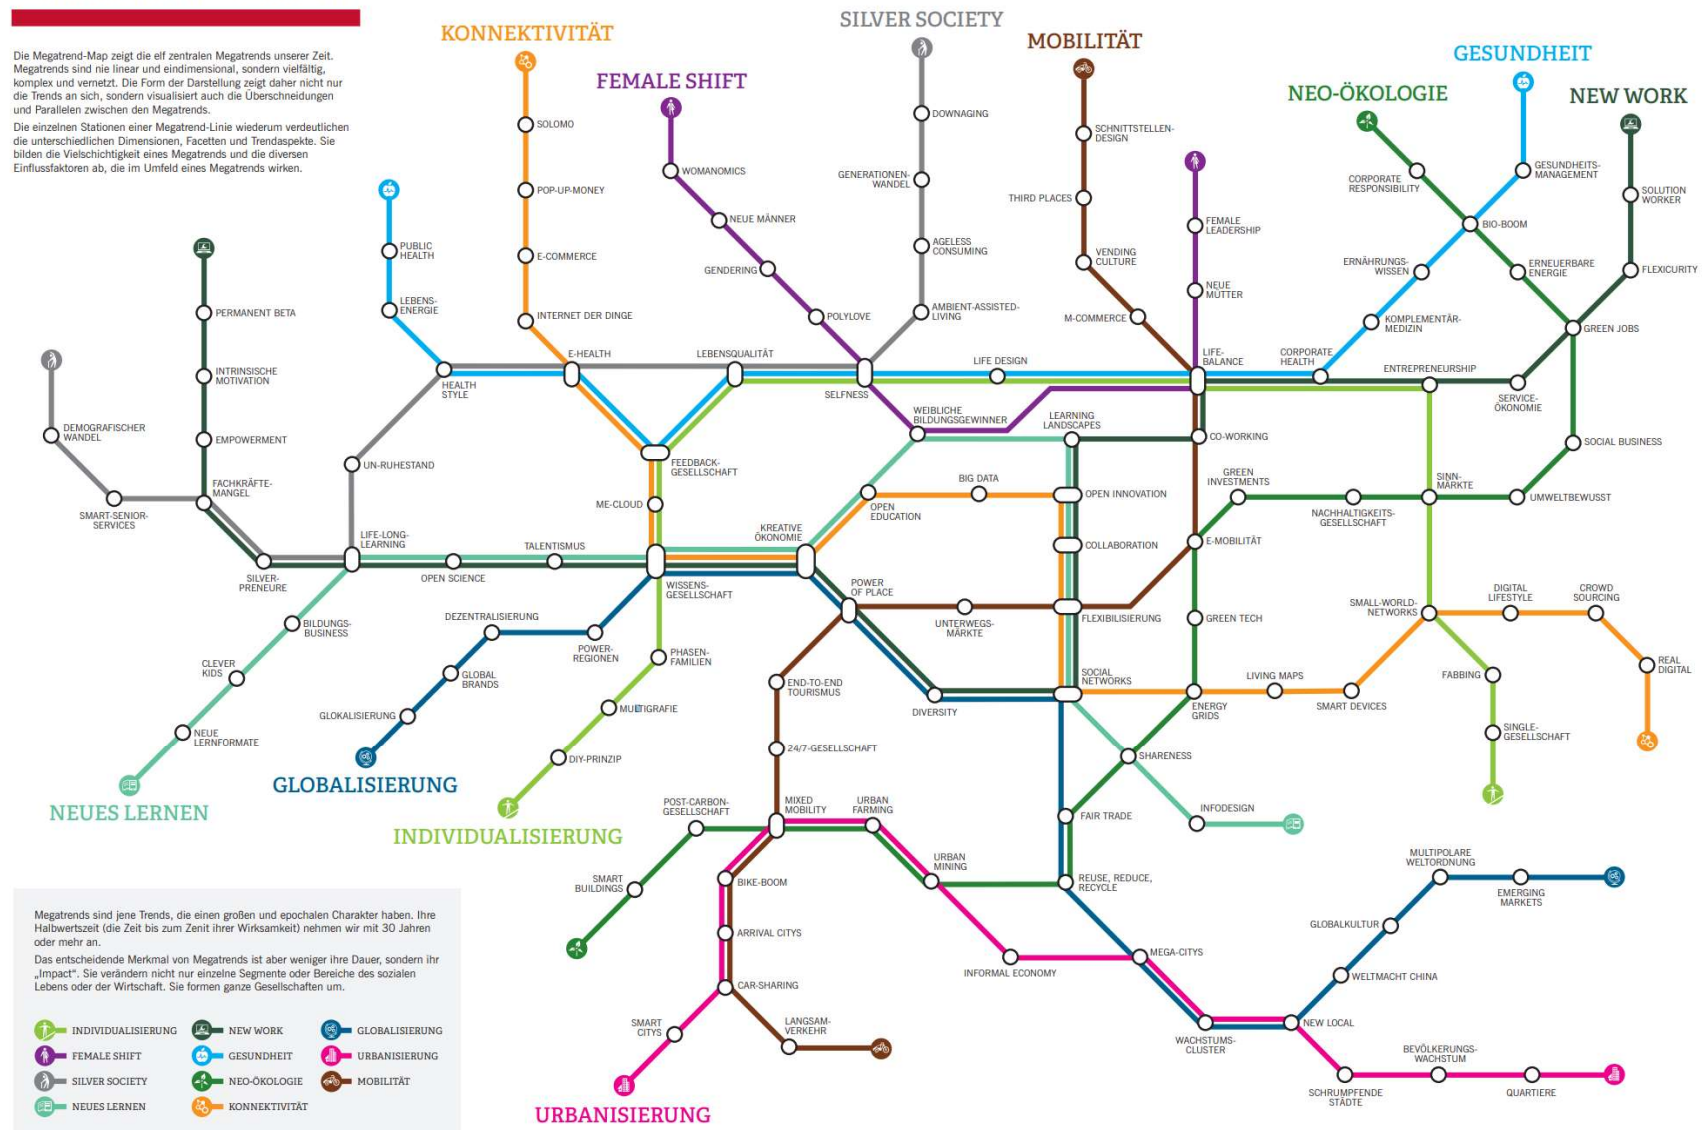 Die Megatrend-Map zeigt die elf zentralen Megatrends unserer Zeit.
Megatrends sind nie linear und eindimensional, sondern vielfältig,
komplex und vernetzt. Die Form der Darstellung zeigt daher nicht nur
die Trends an sich, sondern visualisiert auch die Überschneidungen
und Parallelen zwischen den Megatrends.
Die einzelnen Stationen einer Megatrend-Linie wiederum verdeutlichen
die unterschiedlichen Dimensionen, Facetten und Trendaspekte. Sie
bilden die Vielschichtigkeit eines Megatrends und die diversen
Einflussfaktoren ab, die im Umfeld eines Megatrends wirken.
KONNEKTIVITÄT
FEMALE SHIFT
SILVER SOCIETY
MOBILITÄT
GESUNDHEIT
NEO-ÖKOLOGIE
NEW WORK
SOLOMO
POP-UP-MONEY
E-COMMERCE
INTERNET DER DINGE
WOMANOMICS
NEUE MÄNNER
GENDERING
POLYLOVE
DOWNAGING
GENERATIONEN-
WANDEL
AGELESS
CONSUMING
AMBIENT-ASSISTED-
LIVING
SCHNITTSTELLEN-
DESIGN
THIRD PLACES
VENDING
CULTURE
M-COMMERCE
FEMALE
LEADERSHIP
NEUE
MÜTTER
LIFE-
BALANCE
CORPORATE
RESPONSIBILITY
GESUNDHEITS-
MANAGEMENT
SOLUTION
WORKER
BIO-BOOM
ERNÄHRUNGS-
WISSEN
ERNEUERBARE
ENERGIE
FLEXICURITY
KOMPLEMENTÄR-
MEDIZIN
GREEN JOBS
CORPORATE
HEALTH
ENTREPRENEURSHIP
SERVICE-
ÖKONOMIE
SOCIAL BUSINESS
PUBLIC
HEALTH
LEBENS-
ENERGIE
PERMANENT BETA
INTRINSISCHE
MOTIVATION
EMPOWERMENT
FACHKRÄFTE-
MANGEL
DEMOGRAFISCHER
WANDEL
SMART-SENIOR-
SERVICES
SILVER-
PRENEURE
HEALTH
STYLE
E-HEALTH
LEBENSQUALITÄT
SELFNESS
LIFE DESIGN
UN-RUHESTAND
FEEDBACK-
GESELLSCHAFT
WEIBLICHE
BILDUNGSGEWINNER
LEARNING
LANDSCAPES
CO-WORKING
ME-CLOUD
OPEN
EDUCATION
BIG DATA
OPEN INNOVATION
GREEN
INVESTMENTS
NACHHALTIGKEITS-
GESELLSCHAFT
SINN-
MÄRKTE
UMWELTBEWUSST
LIFE-LONG-
LEARNING
OPEN SCIENCE
TALENTISMUS
WISSENS-
GESELLSCHAFT
KREATIVE
ÖKONOMIE
COLLABORATION
E-MOBILITÄT
BILDUNGS-
BUSINESS
CLEVER
KIDS
NEUE
LERNFORMATE
NEUES LERNEN
DEZENTRALISIERUNG
POWER-
REGIONEN
GLOBAL
BRANDS
GLOKALISIERUNG
GLOBALISIERUNG
PHASEN-
FAMILIEN
MULTIGRAFIE
DIY-PRINZIP
INDIVIDUALISIERUNG
POWER
OF PLACE
UNTERWEGS-
MÄRKTE
FLEXIBILISIERUNG
GREEN TECH
SMALL-WORLD-
NETWORKS
DIGITAL
LIFESTYLE
CROWD
SOURCING
REAL
DIGITAL
FABBING
SINGLE-
GESELLSCHAFT
END-TO-END
TOURISMUS
24/7-GESELLSCHAFT
DIVERSITY
SOCIAL
NETWORKS
ENERGY
GRIDS
LIVING MAPS
SMART DEVICES
SHARENESS
INFODESIGN
FAIR TRADE
POST-CARBON-
GESELLSCHAFT
MIXED
MOBILITY
URBAN
FARMING
URBAN
MINING
REUSE, REDUCE,
RECYCLE
SMART
BUILDINGS
BIKE-BOOM
ARRIVAL CITYS
CAR-SHARING
SMART
CITYS
LANGSAM-
VERKEHR
URBANISIERUNG
INFORMAL ECONOMY
MEGA-CITYS
WACHSTUMS-
CLUSTER
NEW LOCAL
WELTMACHT CHINA
GLOBALKULTUR
MULTIPOLARE
WELTORDNUNG
EMERGING
MARKETS
SCHRUMPFENDE
STÄDTE
BEVÖLKERUNGS-
WACHSTUM
QUARTIERE
Megatrends sind jene Trends, die einen großen und epochalen Charakter haben. Ihre
Halbwertszeit (die Zeit bis zum Zenit ihrer Wirksamkeit) nehmen wir mit 30 Jahren
oder mehr an.
Das entscheidende Merkmal von Megatrends ist aber weniger ihre Dauer, sondern ihr
„Impact“. Sie verändern nicht nur einzelne Segmente oder Bereiche des sozialen
Lebens oder der Wirtschaft. Sie formen ganze Gesellschaften um.
INDIVIDUALISIERUNG
FEMALE SHIFT
SILVER SOCIETY
NEUES LERNEN
NEW WORK
GESUNDHEIT
NEO-ÖKOLOGIE
KONNEKTIVITÄT
GLOBALISIERUNG
URBANISIERUNG
MOBILITÄT